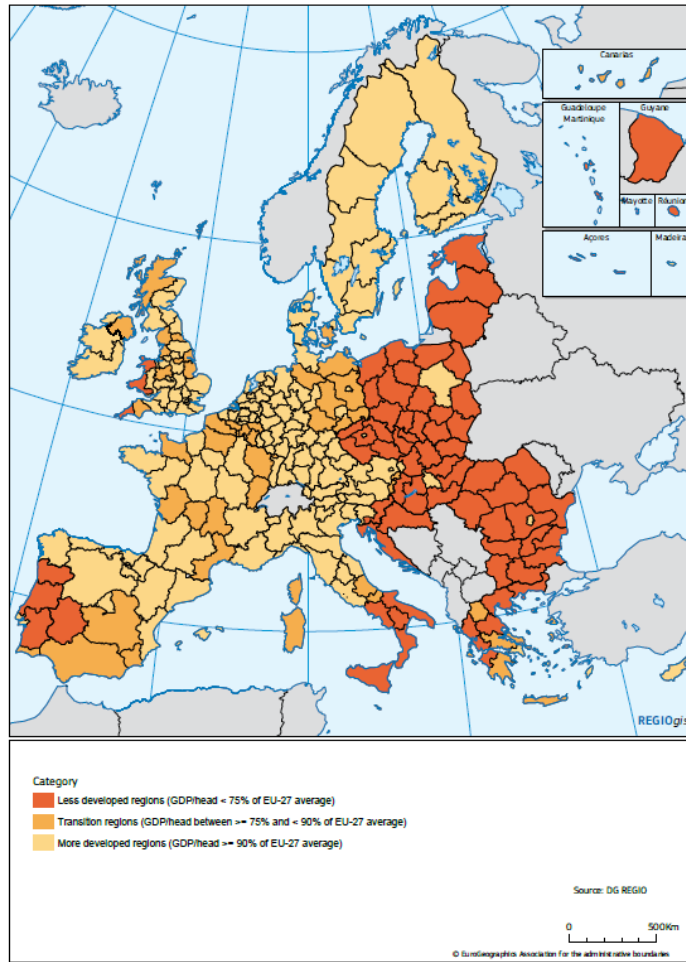 Canarias
Guadeloupe
Martinique
Guyane
Mayotte
Réunion
Açores
Madeira
REGIOgis
Category
Less developed regions (GDP/head < 75% of EU-27 average)
Transition regions (GDP/head between >= 75% and < 90% of EU-27 average)
More developed regions (GDP/head >= 90% of EU-27 average)
Source: DG REGIO
0 500Km
© EuroGeographics Association for the administrative boundaries